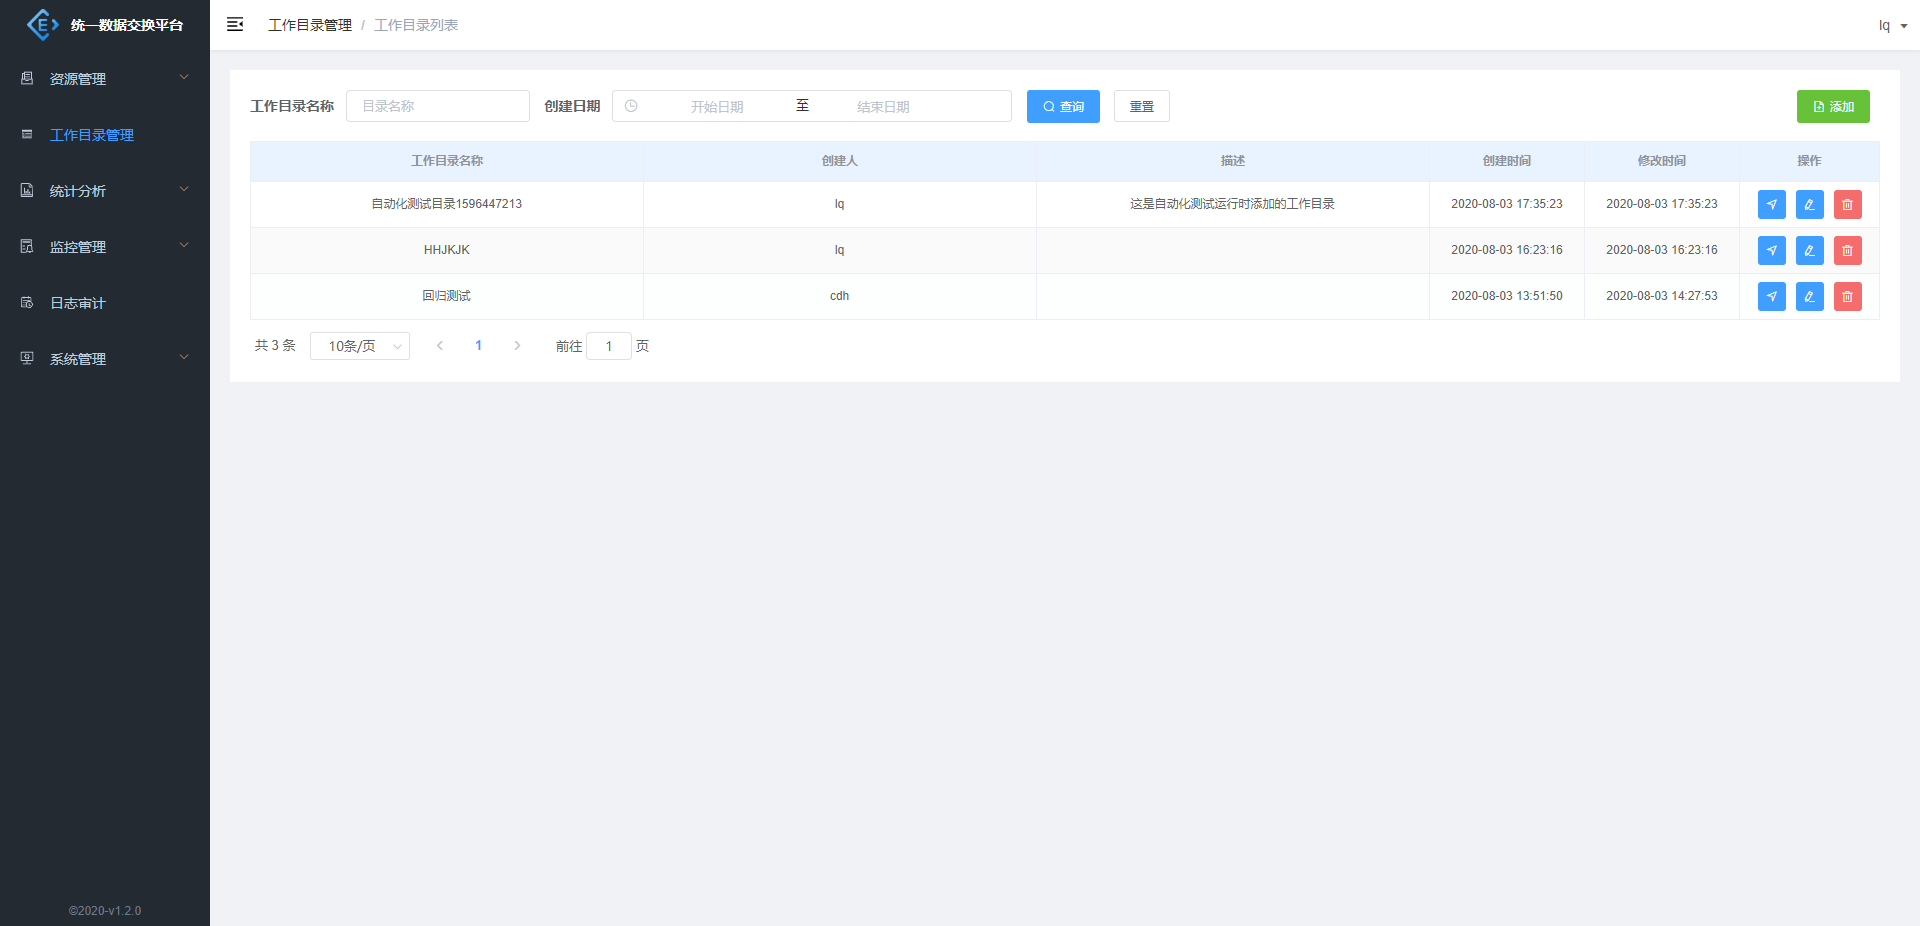 统一数据交换平台
资源管理
工作目录管理
统计分析
监控管理
日志审计
系统管理
©2020-v1.2.0
工作目录管理 / 工作目录列表
lq
工作目录名称 目录名称 创建日期 开始日期 至 结束日期 查询 重置 添加
工作目录名称 创建人 描述 创建时间 修改时间 操作
自动化测试目录1596447213 lq 这是自动化测试运行时添加的工作目录 2020-08-03 17:35:23 2020-08-03 17:35:23
HHJKJK lq 2020-08-03 16:23:16 2020-08-03 16:23:16
回归测试 cdh 2020-08-03 13:51:50 2020-08-03 14:27:53
共 3 条 10条/页 1 前往 1 页